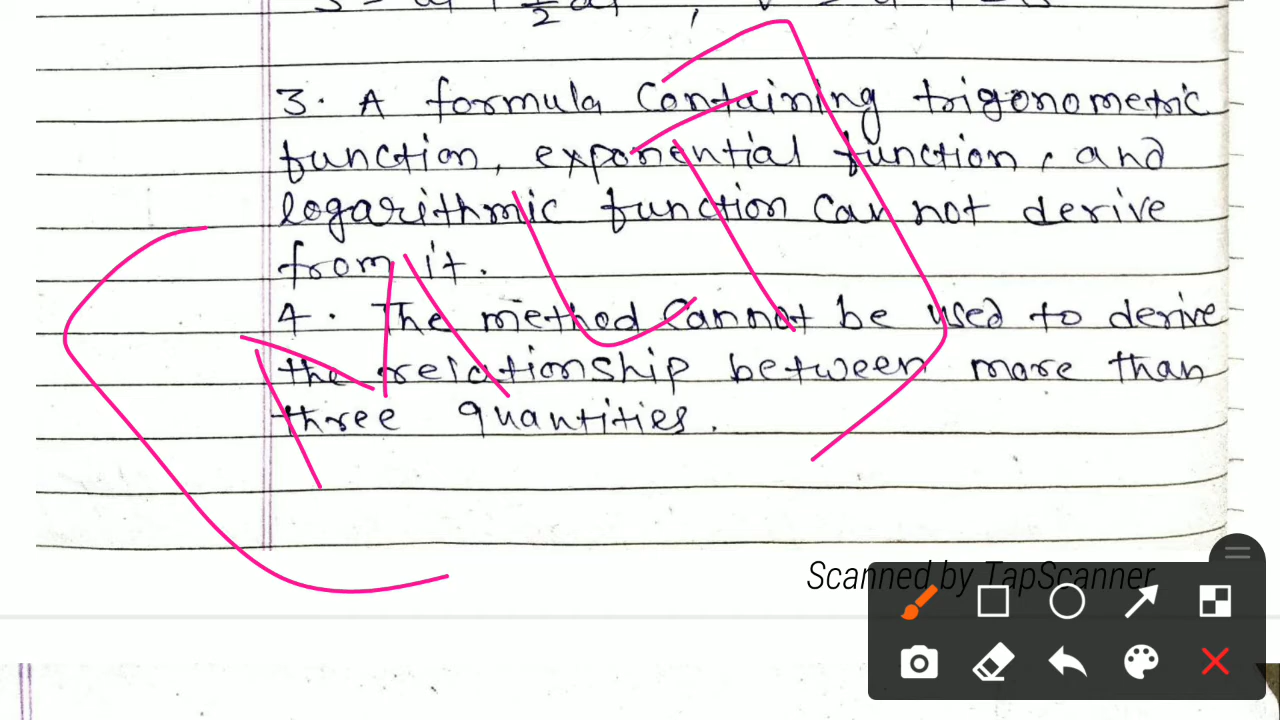 3. A formula containing trigonometric
function, exponential function, and
logarithmic function can not derive
from it.
4. The method cannot be used to derive
the relationship between more than
three quantities.
Scanned by TapScanner